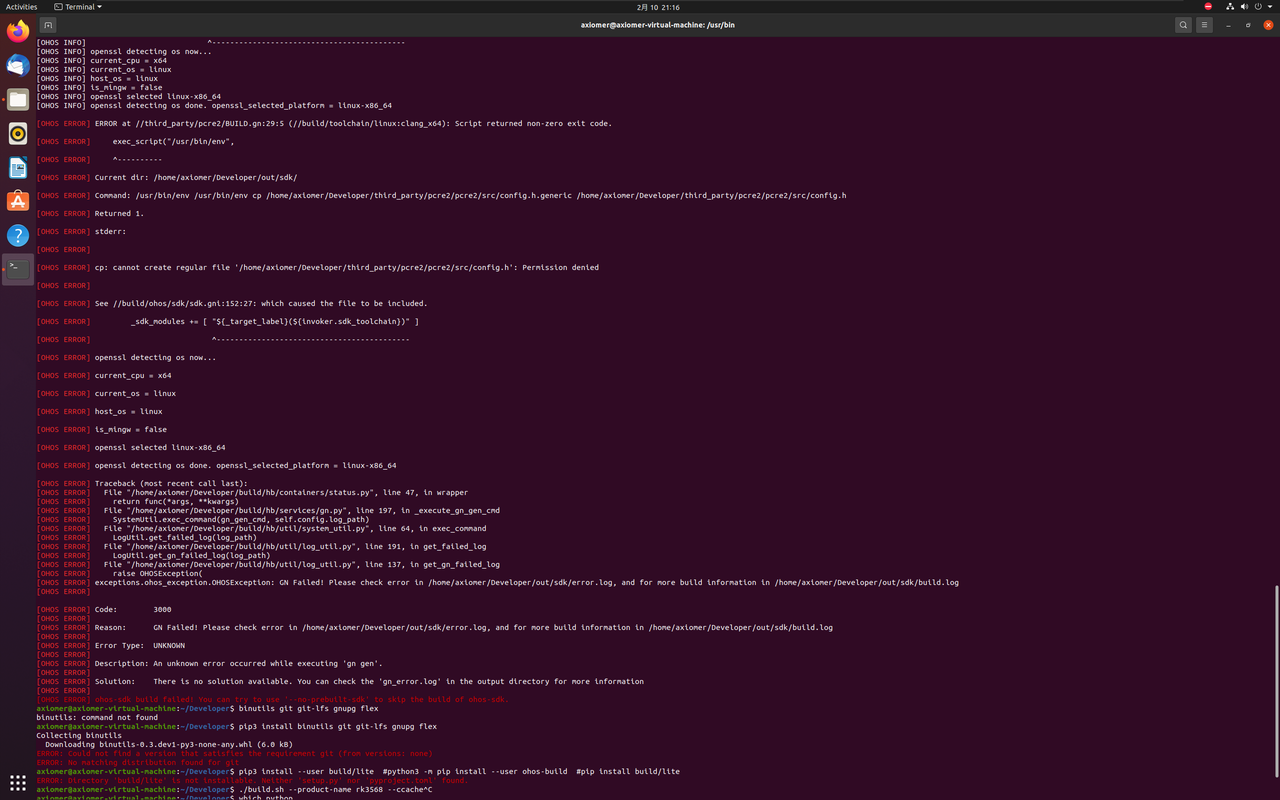 Activities
Terminal
2月 10 21:16
axiomer@axiomer-virtual-machine: /usr/bin
[OHOS INFO] ^-------------------------------------------
[OHOS INFO] openssl detecting os now...
[OHOS INFO] current_cpu = x64
[OHOS INFO] current_os = linux
[OHOS INFO] host_os = linux
[OHOS INFO] is_mingw = false
[OHOS INFO] openssl selected linux-x86_64
[OHOS INFO] openssl detecting os done. openssl_selected_platform = linux-x86_64
[OHOS ERROR] ERROR at //third_party/pcre2/BUILD.gn:29:5 (//build/toolchain/linux:clang_x64): Script returned non-zero exit code.
[OHOS ERROR] exec_script("/usr/bin/env",
[OHOS ERROR] ^----------
[OHOS ERROR] Current dir: /home/axiomer/Developer/out/sdk/
[OHOS ERROR] Command: /usr/bin/env /usr/bin/env cp /home/axiomer/Developer/third_party/pcre2/pcre2/src/config.h.generic /home/axiomer/Developer/third_party/pcre2/pcre2/src/config.h
[OHOS ERROR] Returned 1.
[OHOS ERROR] stderr:
[OHOS ERROR]
[OHOS ERROR] cp: cannot create regular file '/home/axiomer/Developer/third_party/pcre2/pcre2/src/config.h': Permission denied
[OHOS ERROR]
[OHOS ERROR] See //build/ohos/sdk/sdk.gni:152:27: which caused the file to be included.
[OHOS ERROR] _sdk_modules += [ "${_target_label}(${invoker.sdk_toolchain})" ]
[OHOS ERROR] ^-------------------------------------------
[OHOS ERROR] openssl detecting os now...
[OHOS ERROR] current_cpu = x64
[OHOS ERROR] current_os = linux
[OHOS ERROR] host_os = linux
[OHOS ERROR] is_mingw = false
[OHOS ERROR] openssl selected linux-x86_64
[OHOS ERROR] openssl detecting os done. openssl_selected_platform = linux-x86_64
[OHOS ERROR] Traceback (most recent call last):
[OHOS ERROR] File "/home/axiomer/Developer/build/hb/containers/status.py", line 47, in wrapper
[OHOS ERROR] return func(*args, **kwargs)
[OHOS ERROR] File "/home/axiomer/Developer/build/hb/services/gn.py", line 197, in _execute_gn_gen_cmd
[OHOS ERROR] SystemUtil.exec_command(gn_gen_cmd, self.config.log_path)
[OHOS ERROR] File "/home/axiomer/Developer/build/hb/util/system_util.py", line 64, in exec_command
[OHOS ERROR] LogUtil.get_failed_log(log_path)
[OHOS ERROR] File "/home/axiomer/Developer/build/hb/util/log_util.py", line 191, in get_failed_log
[OHOS ERROR] LogUtil.get_gn_failed_log(log_path)
[OHOS ERROR] File "/home/axiomer/Developer/build/hb/util/log_util.py", line 137, in get_gn_failed_log
[OHOS ERROR] raise OHOSException(
[OHOS ERROR] exceptions.ohos_exception.OHOSException: GN Failed! Please check error in /home/axiomer/Developer/out/sdk/error.log, and for more build information in /home/axiomer/Developer/out/sdk/build.log
[OHOS ERROR]
[OHOS ERROR] Code: 3000
[OHOS ERROR]
[OHOS ERROR] Reason: GN Failed! Please check error in /home/axiomer/Developer/out/sdk/error.log, and for more build information in /home/axiomer/Developer/out/sdk/build.log
[OHOS ERROR]
[OHOS ERROR] Error Type: UNKNOWN
[OHOS ERROR]
[OHOS ERROR] Description: An unknown error occurred while executing 'gn gen'.
[OHOS ERROR]
[OHOS ERROR] Solution: There is no solution available. You can check the 'gn_error.log' in the output directory for more information
[OHOS ERROR]
[OHOS ERROR] ohos-sdk build failed! You can try to use '--no-prebuilt-sdk' to skip the build of ohos-sdk.
axiomer@axiomer-virtual-machine:~/Developer$ binutils git git-lfs gnupg flex
binutils: command not found
axiomer@axiomer-virtual-machine:~/Developer$ pip3 install binutils git git-lfs gnupg flex
Collecting binutils
Downloading binutils-0.3.dev1-py3-none-any.whl (6.0 kB)
ERROR: Could not find a version that satisfies the requirement git (from versions: none)
ERROR: No matching distribution found for git
axiomer@axiomer-virtual-machine:~/Developer$ pip3 install --user build/lite #python3 -m pip install --user ohos-build #pip install build/lite
ERROR: Directory 'build/lite' is not installable. Neither 'setup.py' nor 'pyproject.toml' found.
axiomer@axiomer-virtual-machine:~/Developer$ ./build.sh --product-name rk3568 --ccache^C
axiomer@axiomer-virtual-machine:~/Developer$ which python